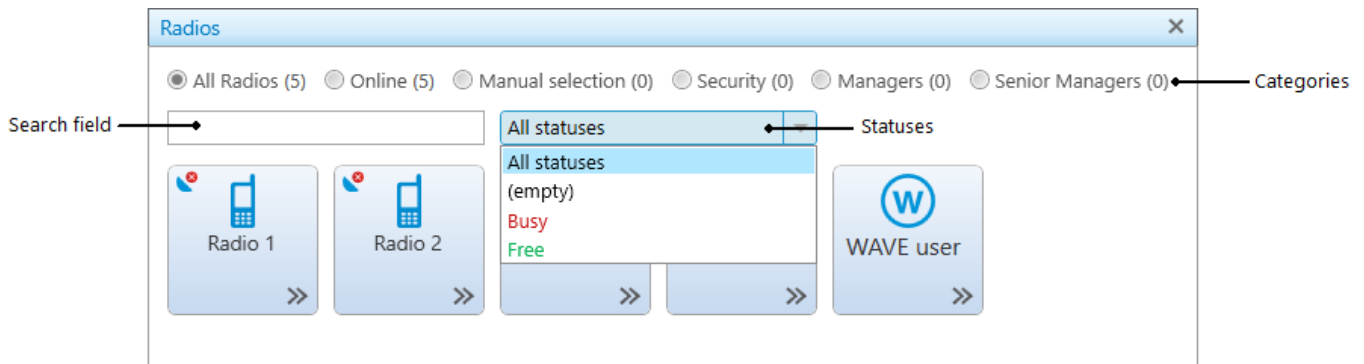 Radios
All Radios (5) Online (5) Manual selection (0) Security (0) Managers (0) Senior Managers (0)
Categories
Search field
All statuses
Statuses
All statuses
(empty)
Busy
Free
Radio 1
Radio 2
W
WAVE user